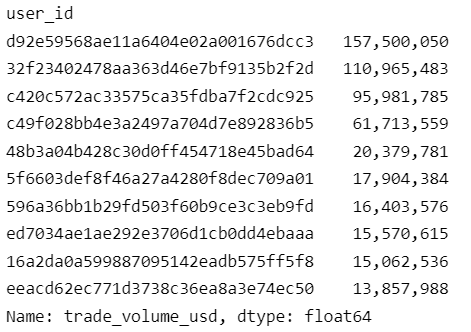 user_id
d92e59568ae11a6404e02a001676dcc3 157,500,050
32f23402478aa363d46e7bf9135b2f2d 110,965,483
c420c572ac33575ca35fdba7f2cdc925 95,981,785
c49f028bb4e3a2497a704d7e892836b5 61,713,559
48b3a04b428c30d0ff454718e45bad64 20,379,781
5f6603def8f46a27a4280f8dec709a01 17,904,384
596a36bb1b29fd503f60b9ce3c3eb9fd 16,403,576
ed7034ae1ae292e3706d1cb0dd4ebaaa 15,570,615
16a2da0a599887095142eadb575ff5f8 15,062,536
eeacd62ec771d3738c36ea8a3e74ec50 13,857,988
Name: trade_volume_usd, dtype: float64